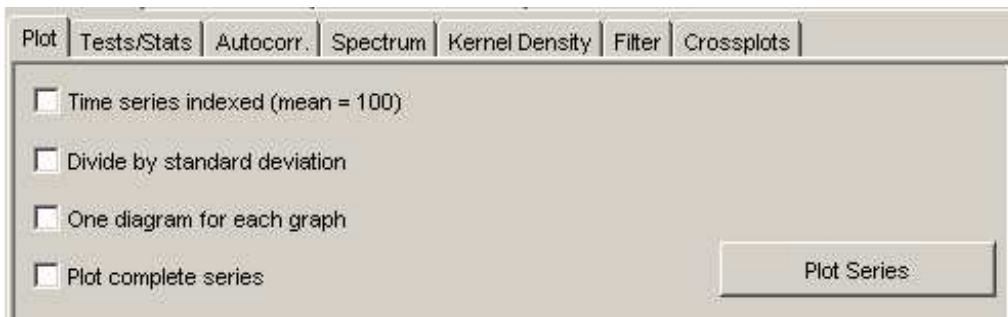 Plot Tests/Stats Autocorr. Spectrum Kernel Density Filter Crossplots
Time series indexed (mean = 100)
Divide by standard deviation
One diagram for each graph
Plot complete series
Plot Series